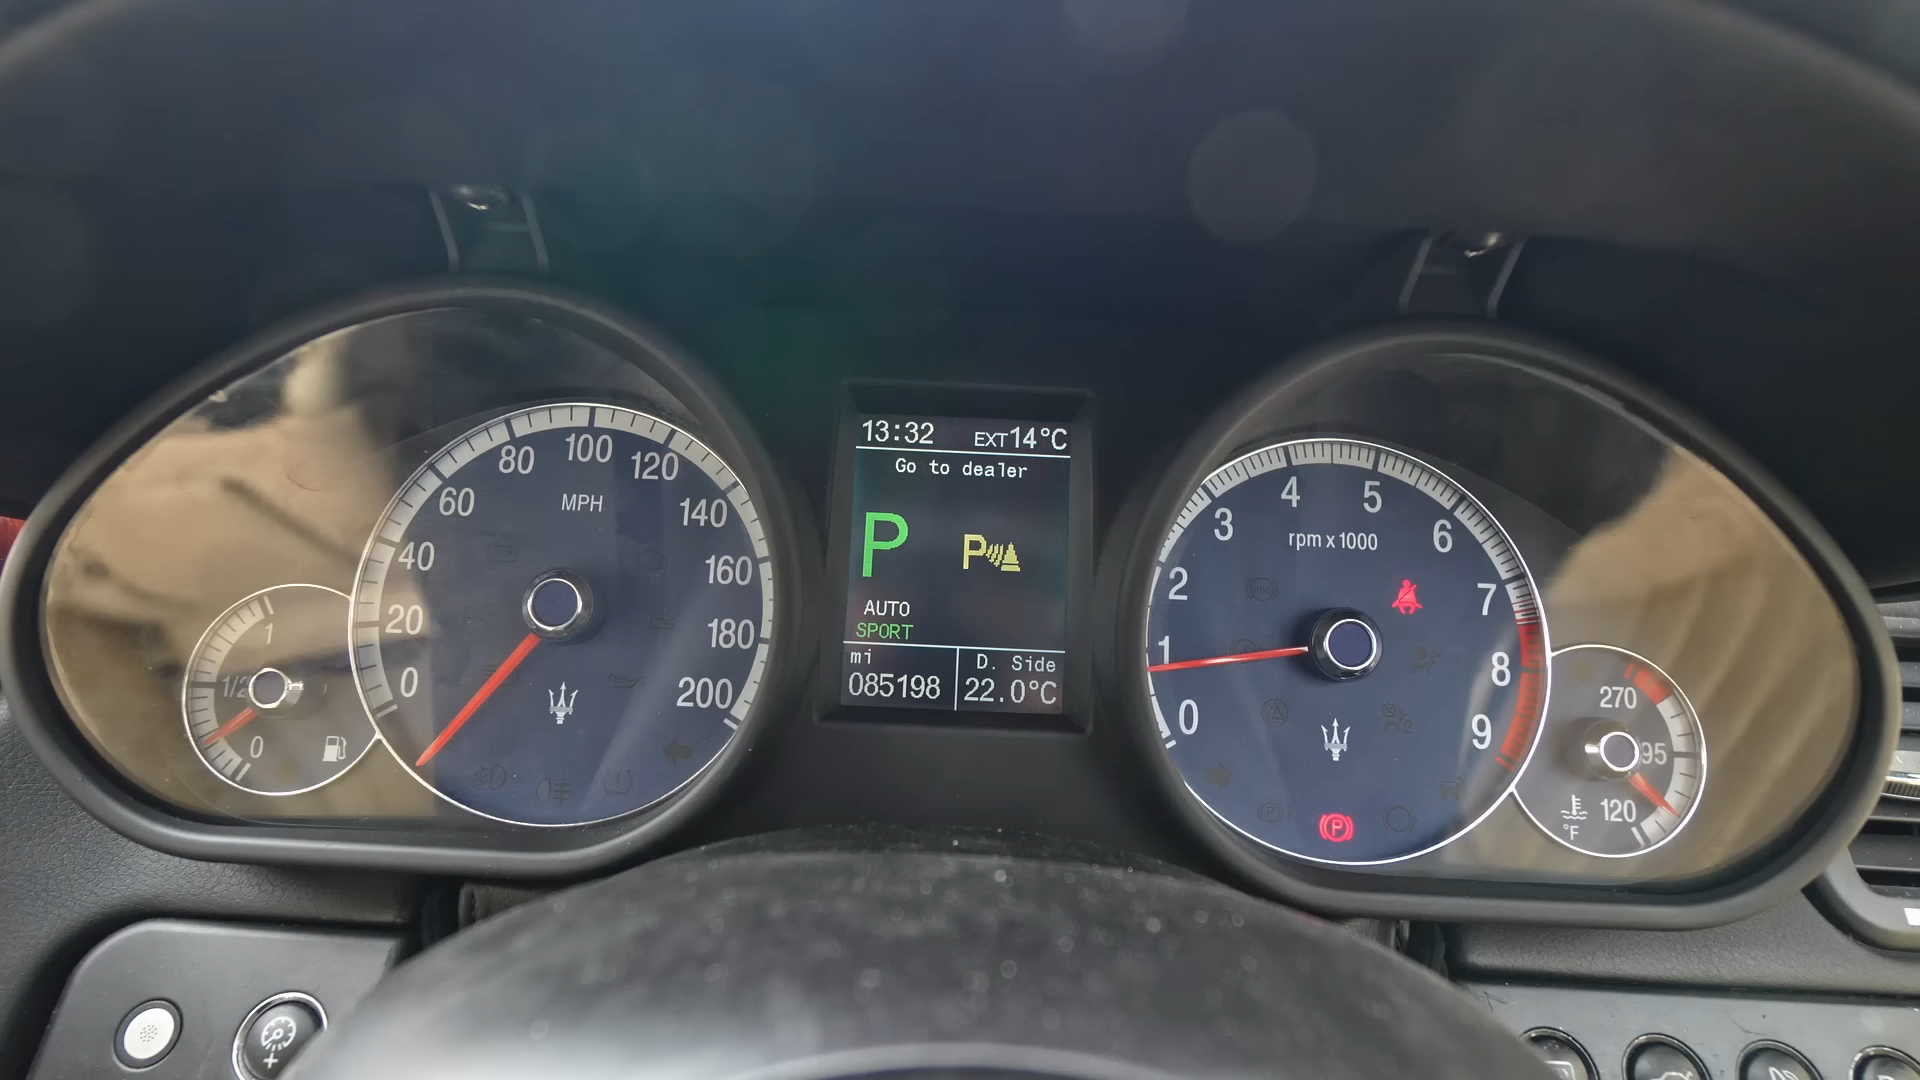 1
1/2
0
0
20
40
60
80
100
120
140
160
180
200
MPH
13:32 EXT14°C
Go to dealer
P P
AUTO
SPORT
mi D. Side
085198 22.0°C
0
1
2
3
4
5
6
7
8
9
rpm x 1000
P
270
195
120
°F
+